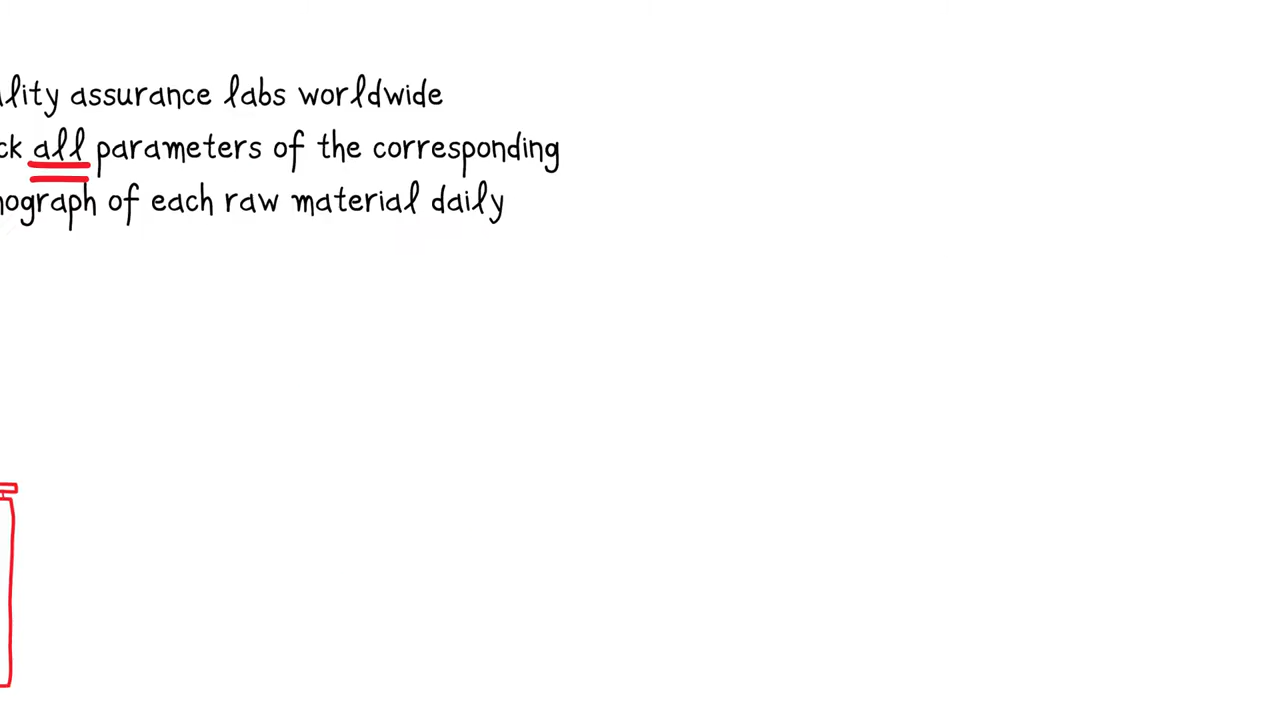 ality assurance labs worldwide
ck all parameters of the corresponding
nograph of each raw material daily